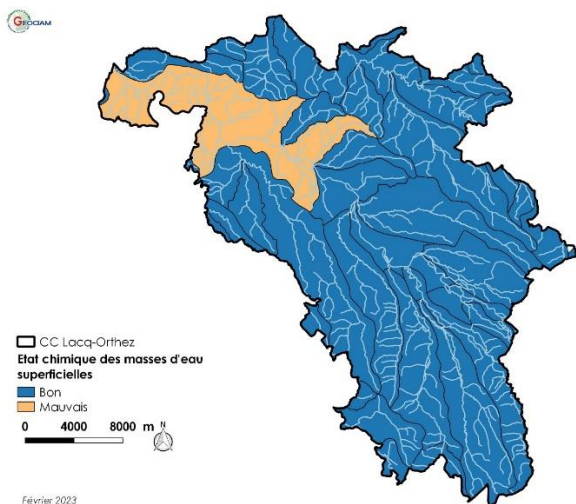 GEOCIAM
CC Lacq-Orthez
Etat chimique des masses d'eau
superficielles
Bon
Mauvais
0 4000 8000 m
N
Février 2023